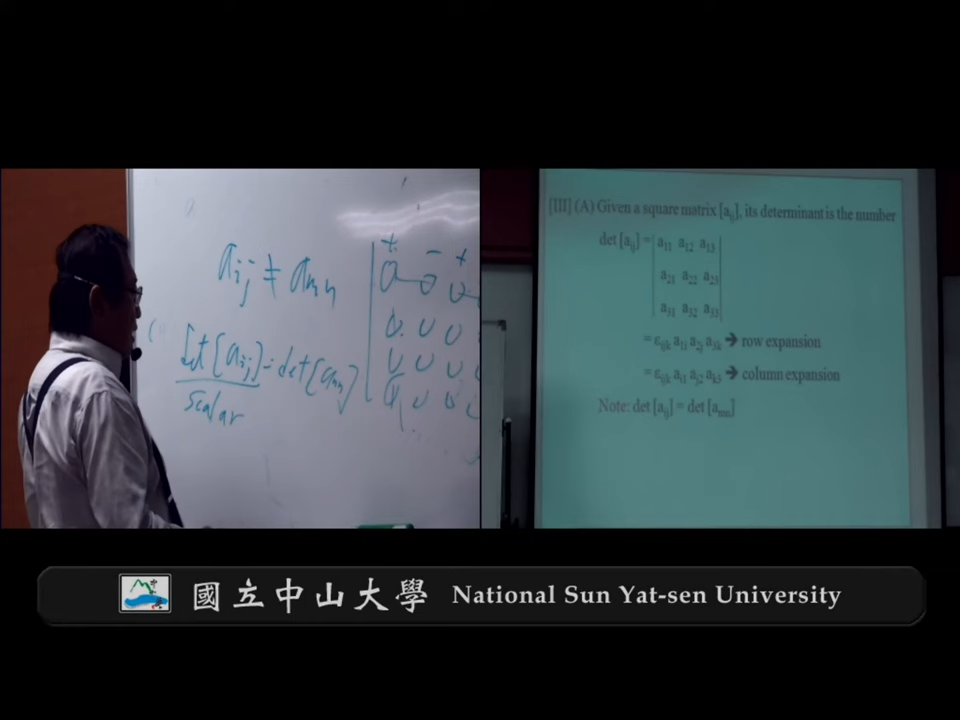 aij ≠ amn
det [aij] = det [amn]
scalar
+ - +
[III] (A) Given a square matrix [aij], its determinant is the number
det [aij] = | a11 a12 a13 |
a21 a22 a23
a31 a32 a33
= εijk a1i a2j a3k ➔ row expansion
= εijk ai1 aj2 ak3 ➔ column expansion
Note: det [aij] = det [amn]
國立中山大學 National Sun Yat-sen University